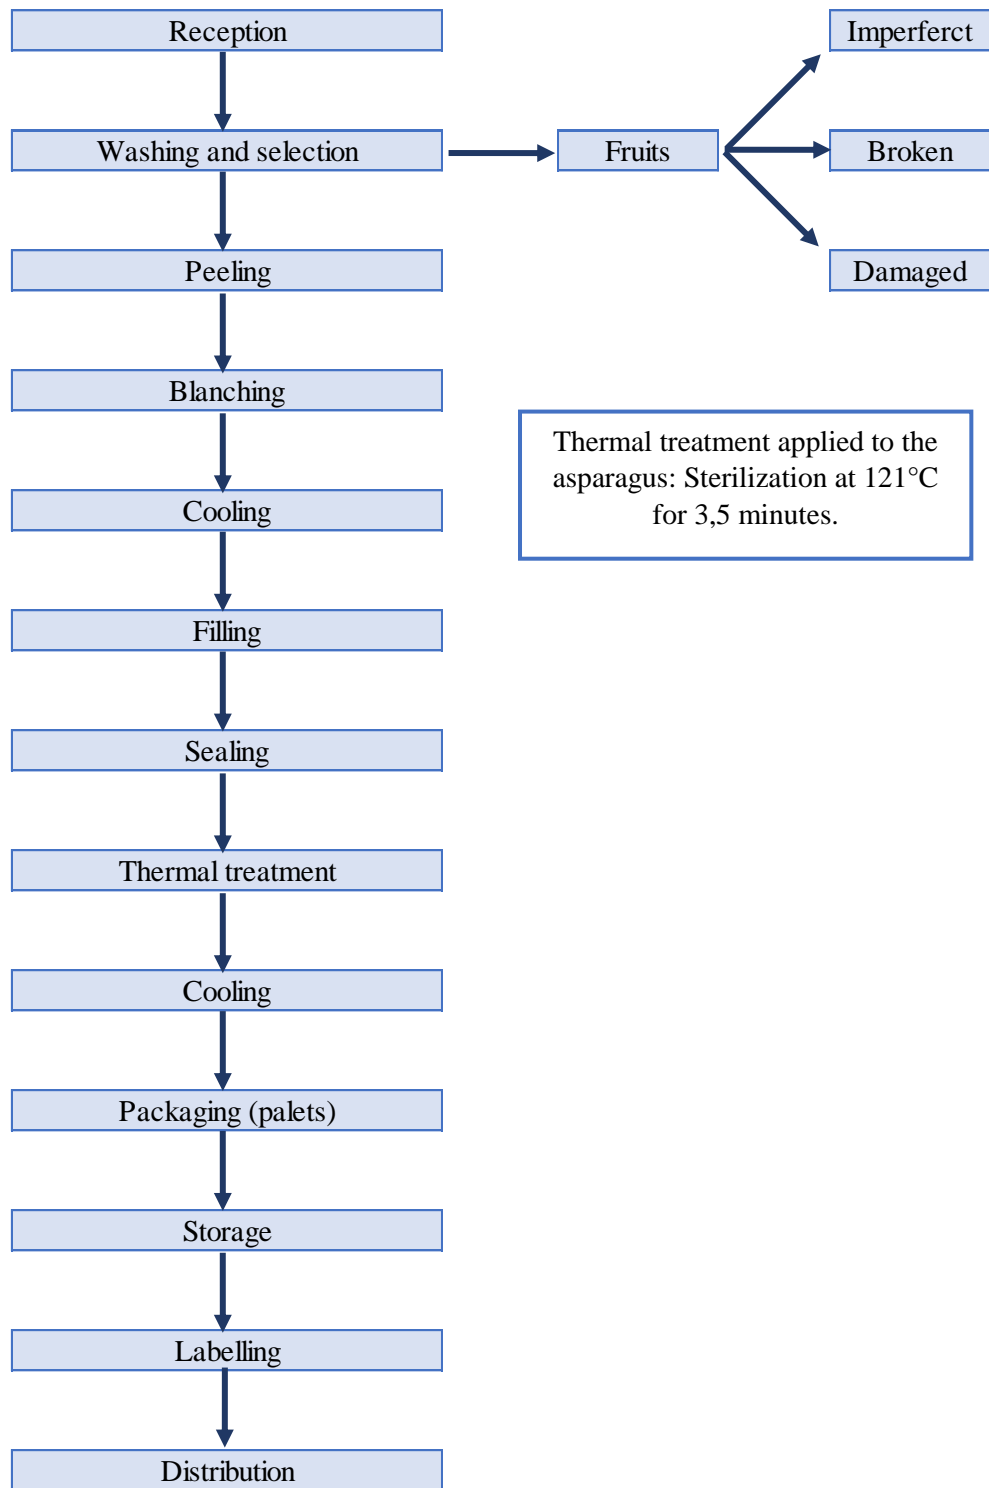 Reception
Imperferct
Washing and selection
Fruits
Broken
Peeling
Damaged
Blanching
Thermal treatment applied to the
asparagus: Sterilization at 121°C
for 3,5 minutes.
Cooling
Filling
Sealing
Thermal treatment
Cooling
Packaging (palets)
Storage
Labelling
Distribution